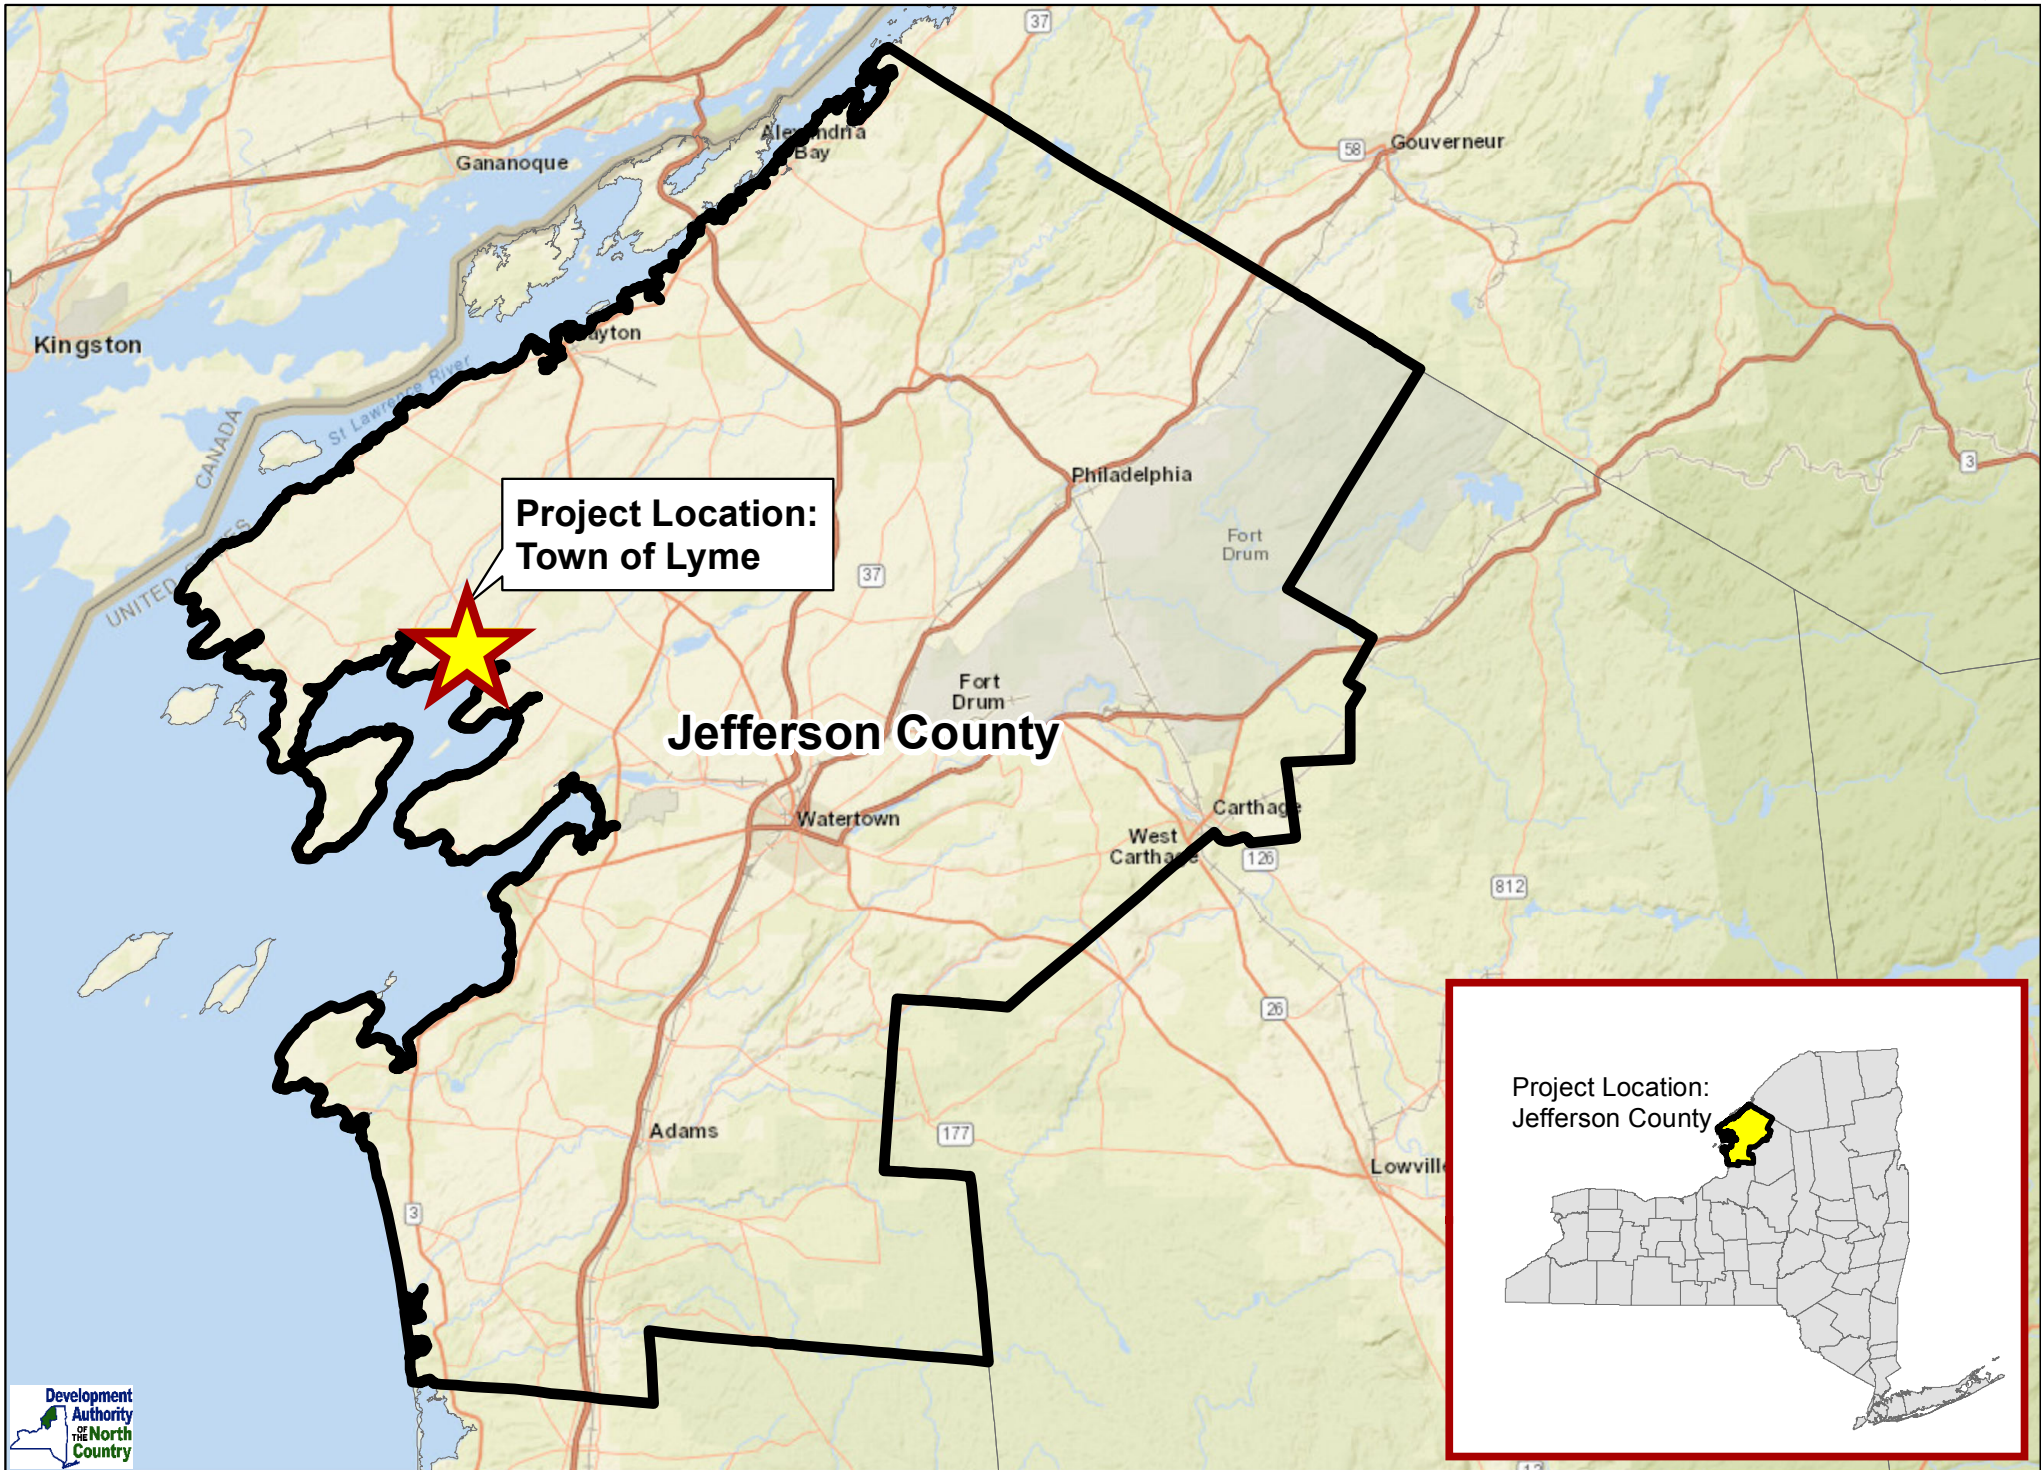 37
Alexandria
Bay
Gananoque
58
Gouverneur
Kingston
ayton
St Lawrence River
CANADA
UNITED STATES
3
Philadelphia
Project Location:
Town of Lyme
37
Fort
Drum
Fort
Drum
Jefferson County
Watertown
Carthage
West
Carthage
126
812
26
Adams
177
Lowville
3
Project Location:
Jefferson County
Development
Authority
OF THE North
Country